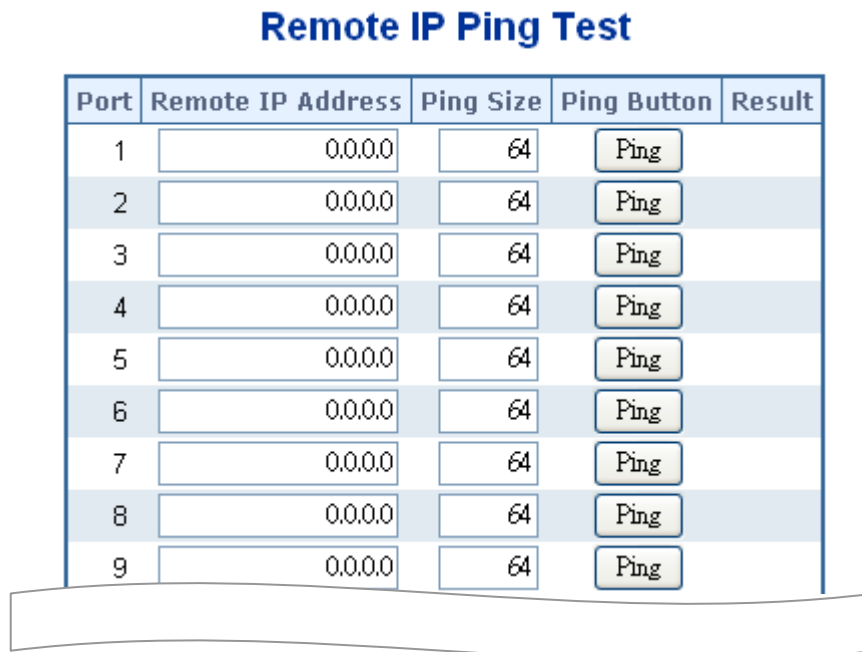 Remote IP Ping Test
Port Remote IP Address Ping Size Ping Button Result
1 0.0.0.0 64 Ping
2 0.0.0.0 64 Ping
3 0.0.0.0 64 Ping
4 0.0.0.0 64 Ping
5 0.0.0.0 64 Ping
6 0.0.0.0 64 Ping
7 0.0.0.0 64 Ping
8 0.0.0.0 64 Ping
9 0.0.0.0 64 Ping